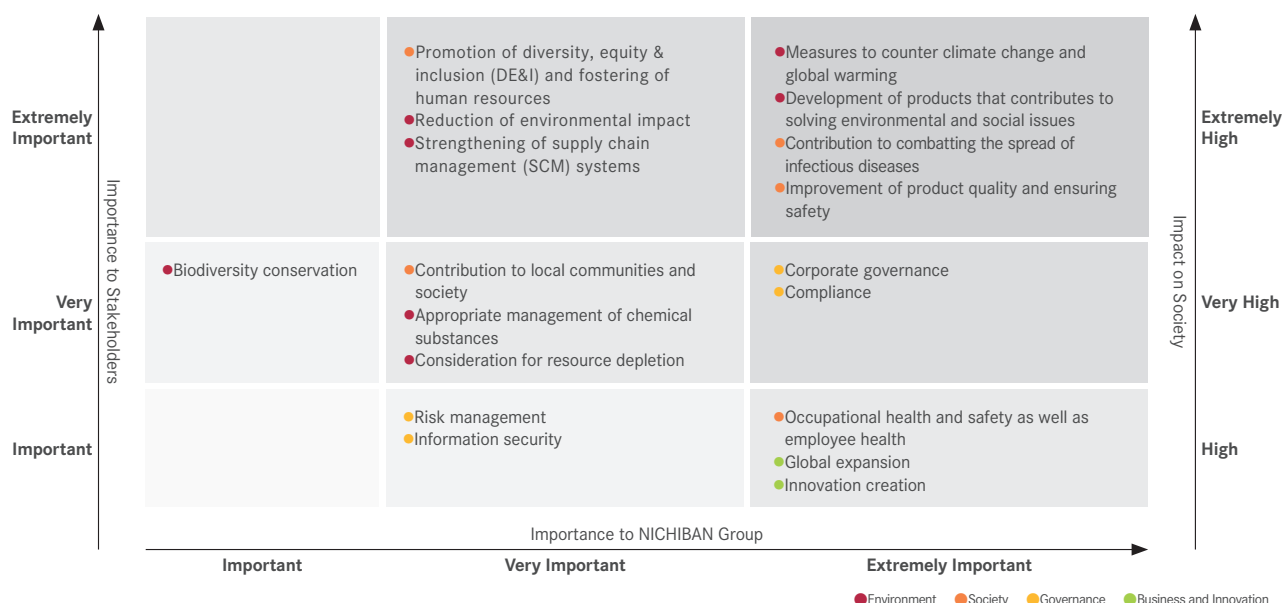 Extremely
Important
Very
Important
Important
Importance to Stakeholders
●Promotion of diversity, equity &
inclusion (DE&I) and fostering of
human resources
●Reduction of environmental impact
●Strengthening of supply chain
management (SCM) systems
●Measures to counter climate change and
global warming
●Development of products that contributes to
solving environmental and social issues
●Contribution to combatting the spread of
infectious diseases
●Improvement of product quality and ensuring
safety
●Biodiversity conservation
●Contribution to local communities and
society
●Appropriate management of chemical
substances
●Consideration for resource depletion
●Corporate governance
●Compliance
●Risk management
●Information security
●Occupational health and safety as well as
employee health
●Global expansion
●Innovation creation
Impact on Society
Extremely
High
Very High
High
Importance to NICHIBAN Group
Important
Very Important
Extremely Important
●Environment ●Society ●Governance ●Business and Innovation